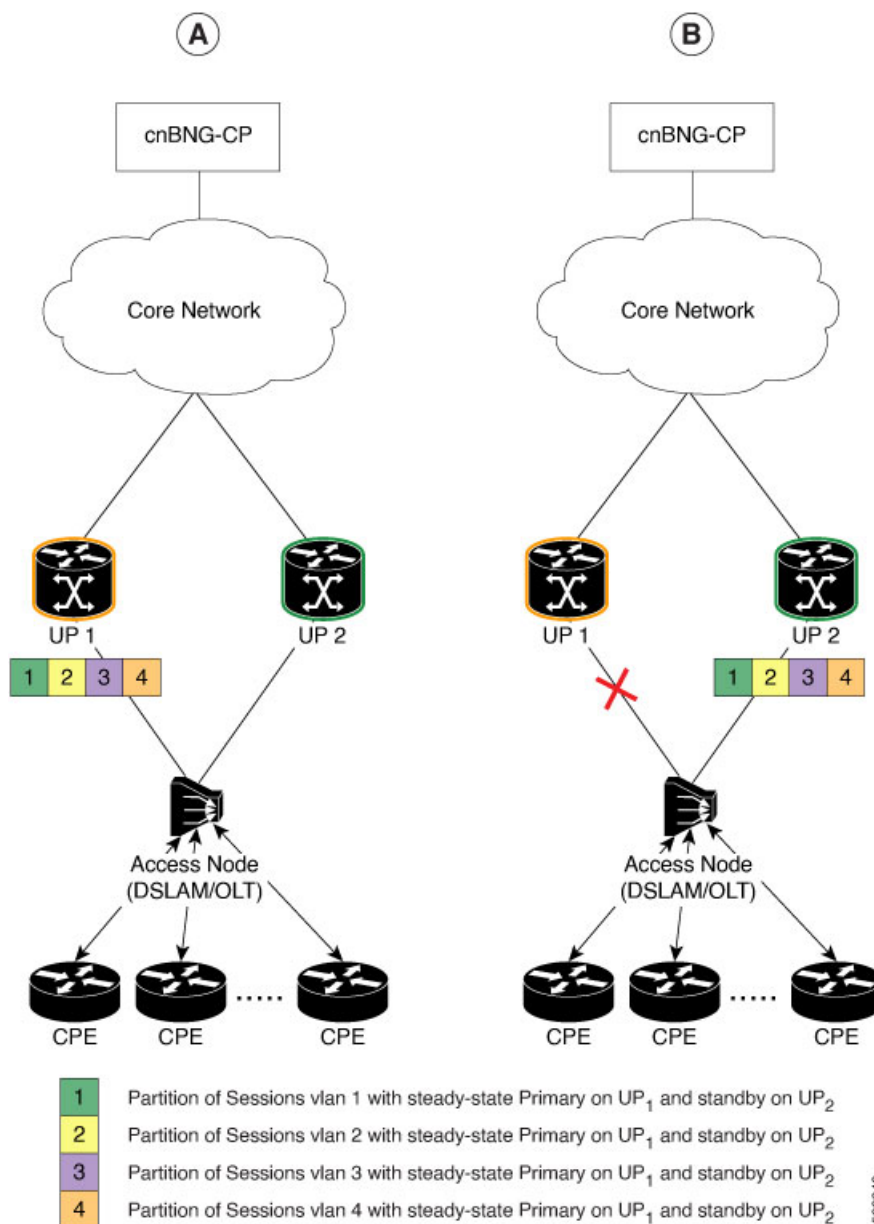 A
B
cnBNG-CP
cnBNG-CP
Core Network
Core Network
UP 1
UP 2
UP 1
UP 2
1 2 3 4
1 2 3 4
Access Node
(DSLAM/OLT)
Access Node
(DSLAM/OLT)
.....
.....
CPE CPE CPE
CPE CPE CPE
1 Partition of Sessions vlan 1 with steady-state Primary on UP1 and standby on UP2
2 Partition of Sessions vlan 2 with steady-state Primary on UP1 and standby on UP2
3 Partition of Sessions vlan 3 with steady-state Primary on UP1 and standby on UP2
4 Partition of Sessions vlan 4 with steady-state Primary on UP1 and standby on UP2